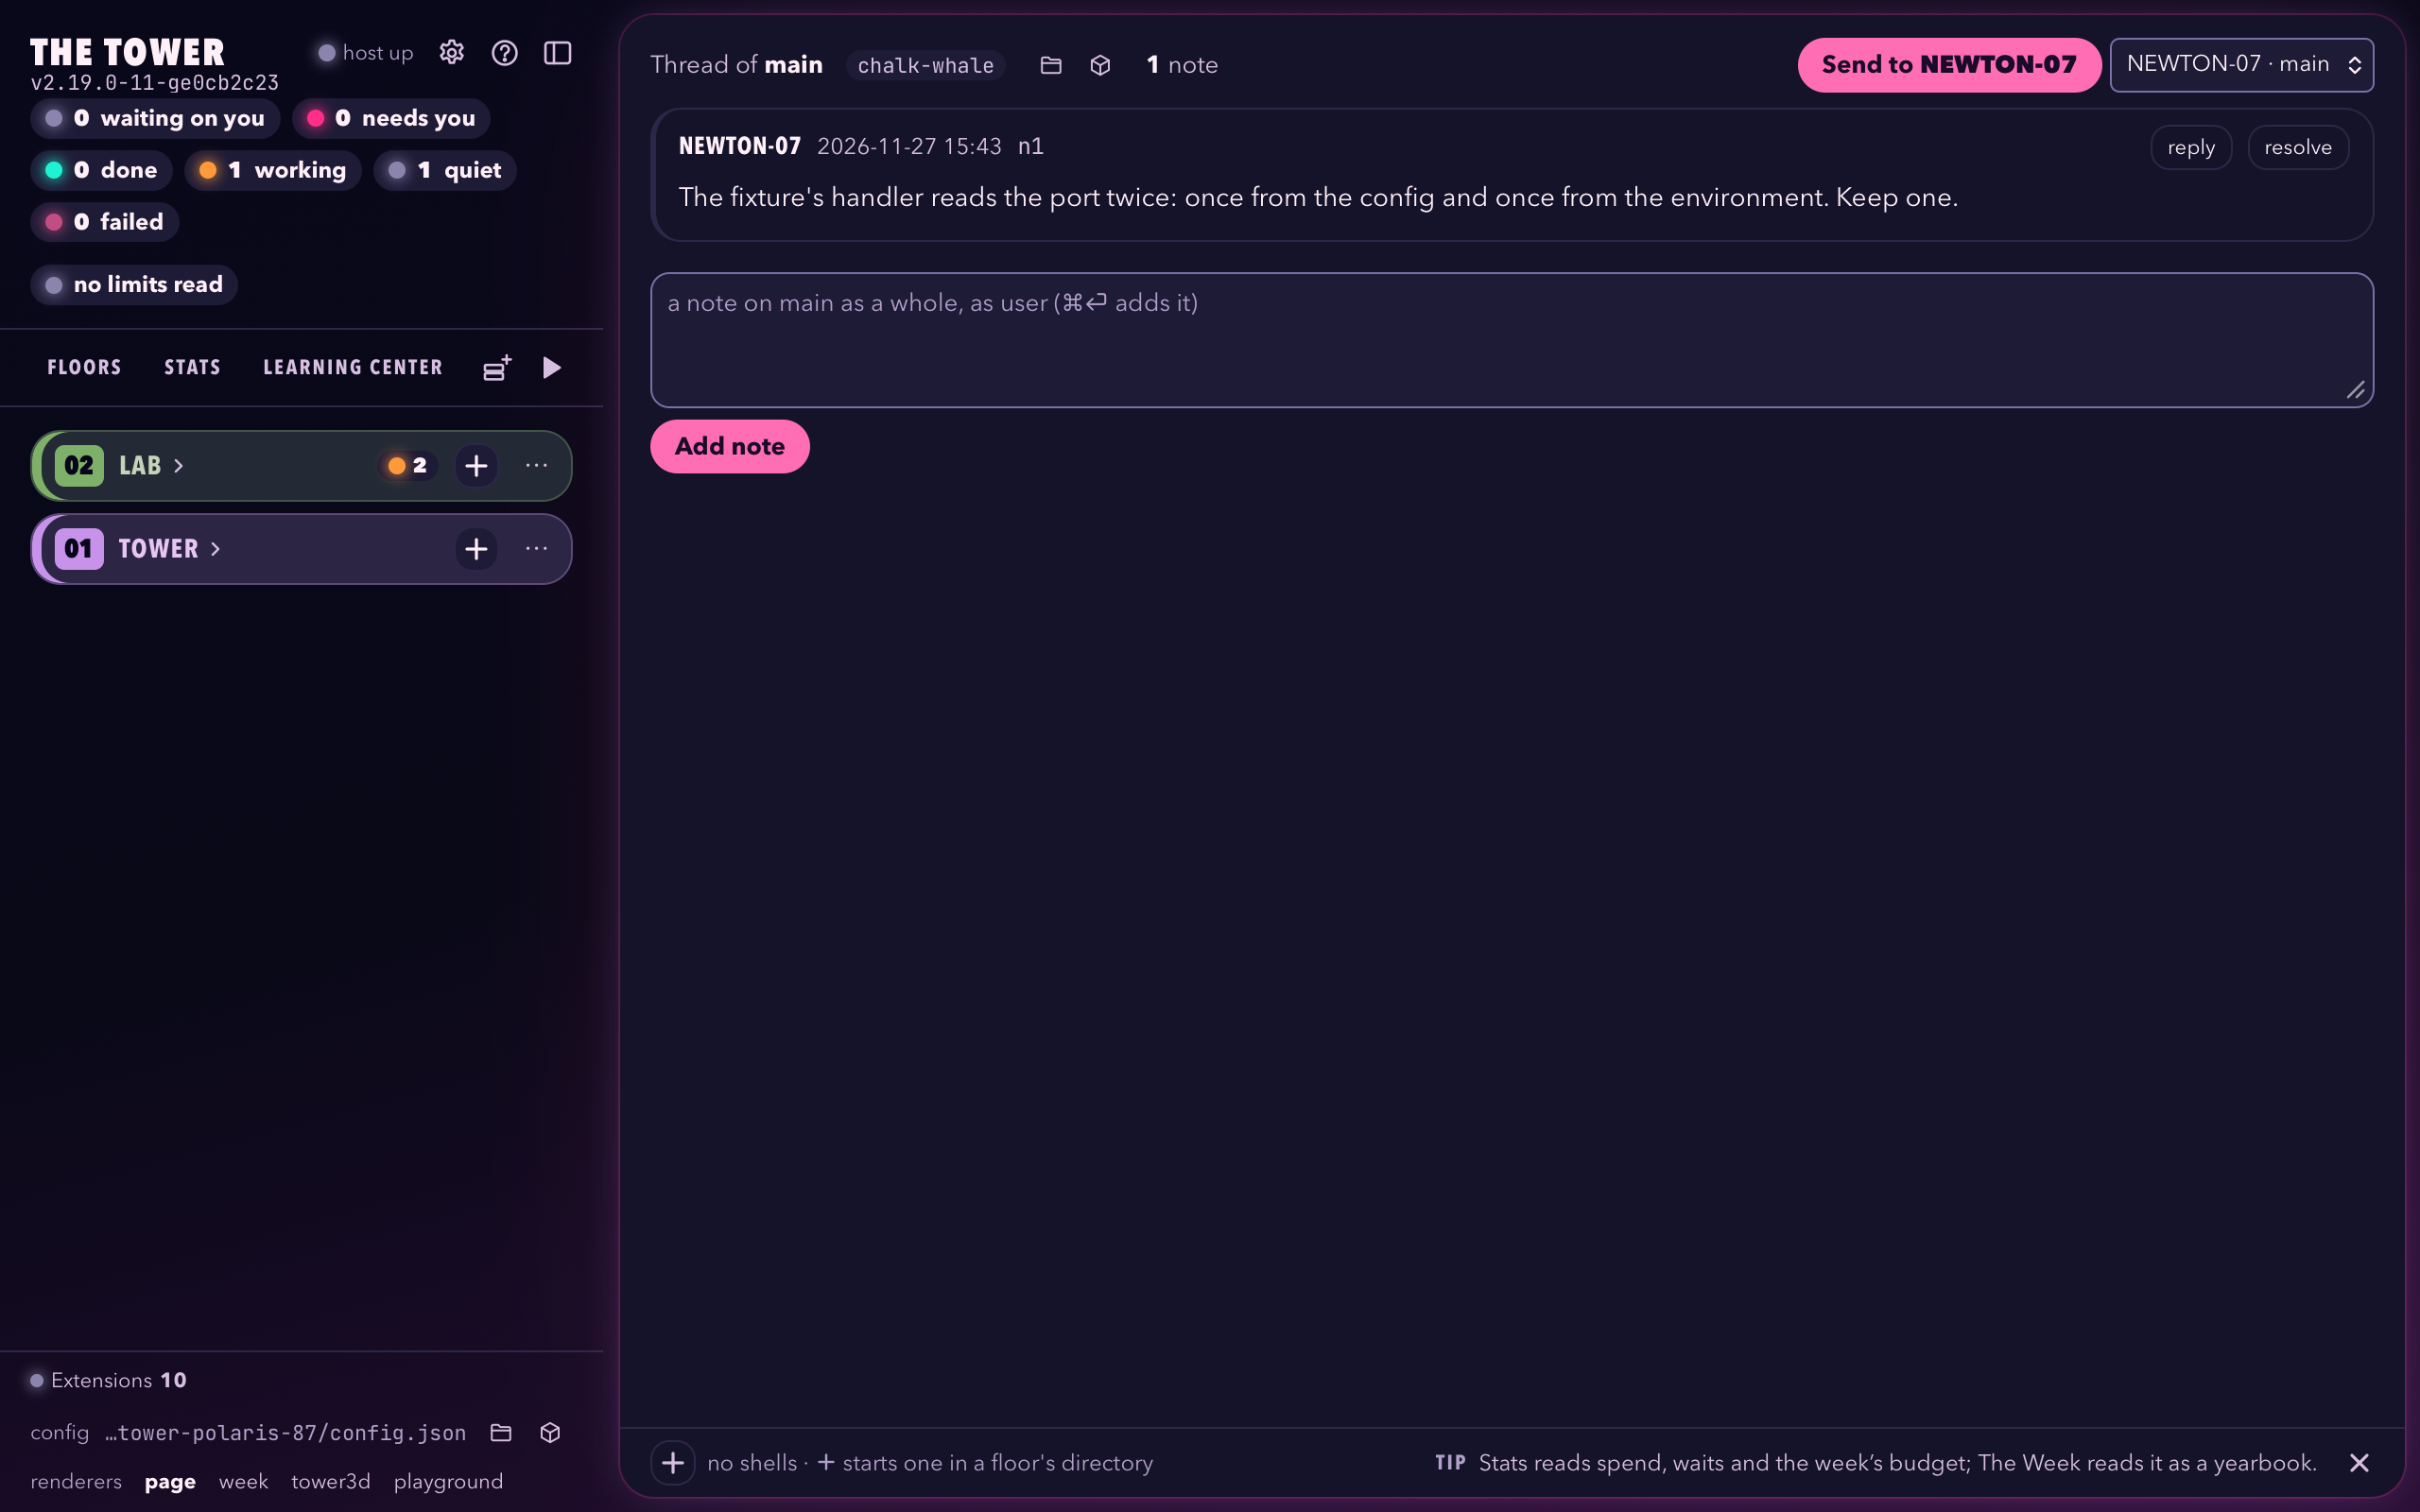 THE TOWER
host up
v2.19.0-11-ge0cb2c23
0 waiting on you
0 needs you
0 done
1 working
1 quiet
0 failed
no limits read
FLOORS
STATS
LEARNING CENTER
02 LAB
2
01 TOWER
Extensions 10
config …tower-polaris-87/config.json
renderers page week tower3d playground
Thread of main chalk-whale 1 note
Send to NEWTON-07
NEWTON-07 · main
NEWTON-07 2026-11-27 15:43 n1
reply
resolve
The fixture's handler reads the port twice: once from the config and once from the environment. Keep one.
a note on main as a whole, as user (⌘⏎ adds it)
Add note
no shells · + starts one in a floor's directory
TIP Stats reads spend, waits and the week’s budget; The Week reads it as a yearbook.